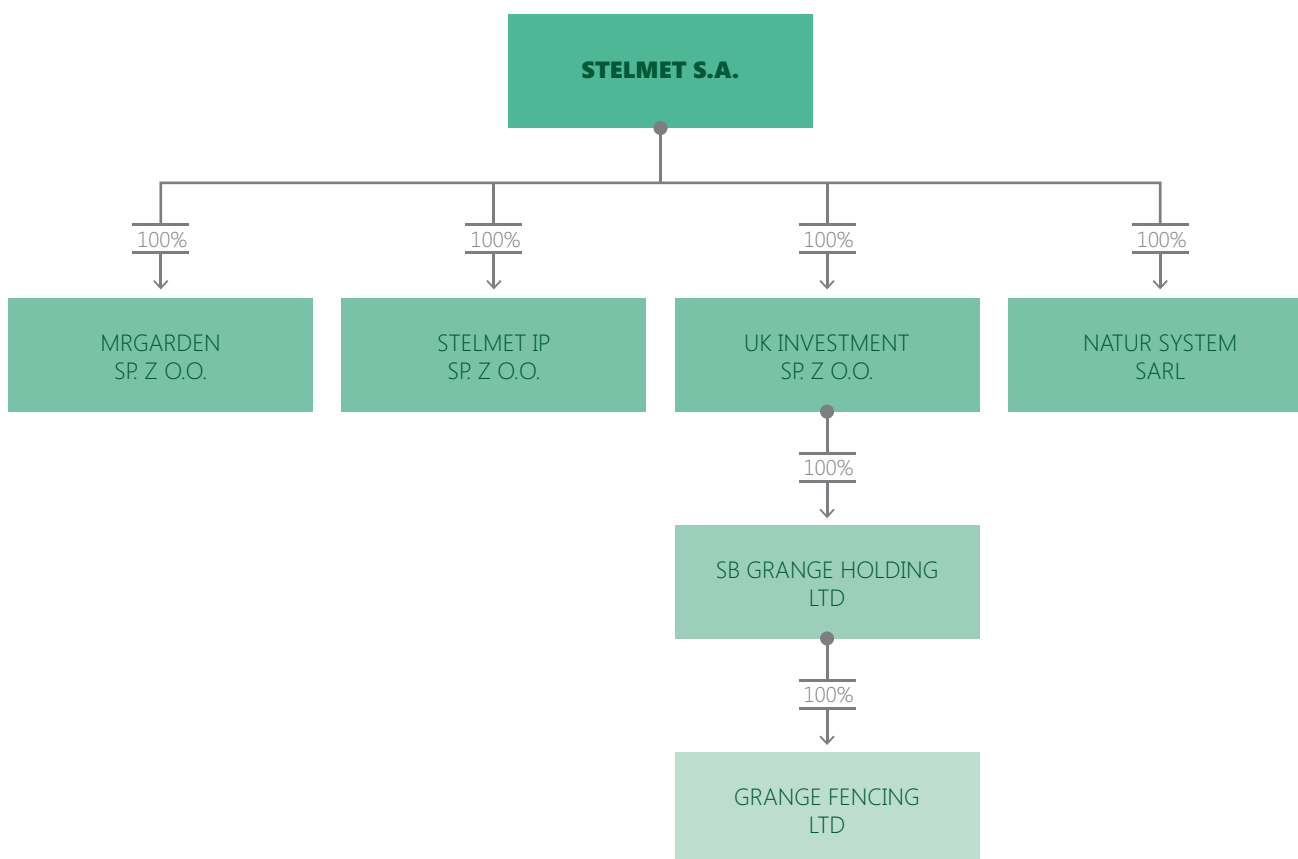 STELMET S.A.
100%
100%
100%
100%
MRGARDEN
SP. Z O.O.
STELMET IP
SP. Z O.O.
UK INVESTMENT
SP. Z O.O.
NATUR SYSTEM
SARL
100%
SB GRANGE HOLDING
LTD
100%
GRANGE FENCING
LTD